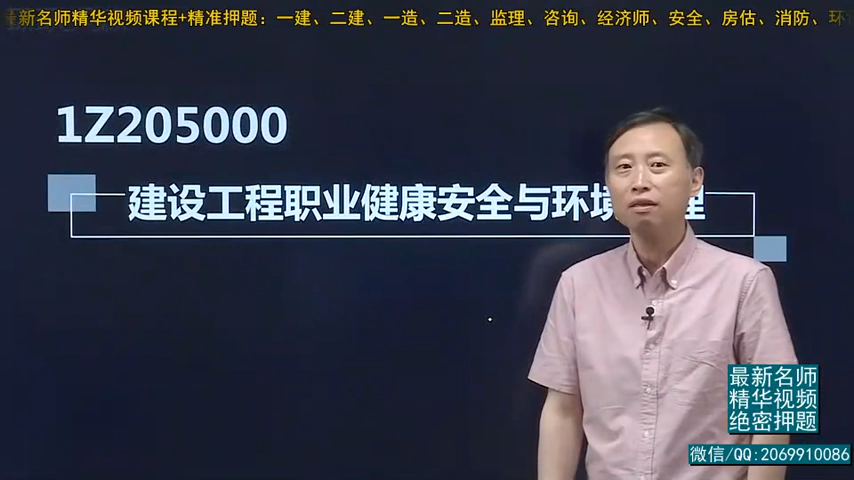 新名师精华视频课程+精准押题：一建、二建、一造、二造、监理、咨询、经济师、安全、房估、消防、环
1Z205000
建设工程职业健康安全与环境理
最新名师
精华视频
绝密押题
微信/QQ:2069910086